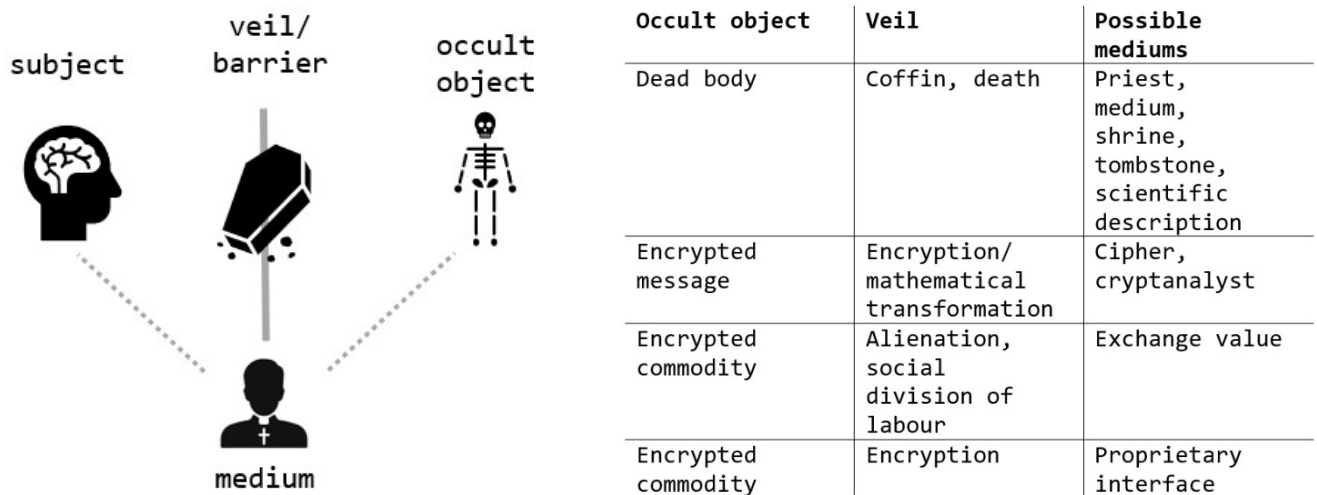 subject
veil/
barrier
occult
object
medium
Occult object
Veil
Possible
mediums
Dead body
Coffin, death
Priest,
medium,
shrine,
tombstone,
scientific
description
Encrypted
message
Encryption/
mathematical
transformation
Cipher,
cryptanalyst
Encrypted
commodity
Alienation,
social
division of
labour
Exchange value
Encrypted
commodity
Encryption
Proprietary
interface